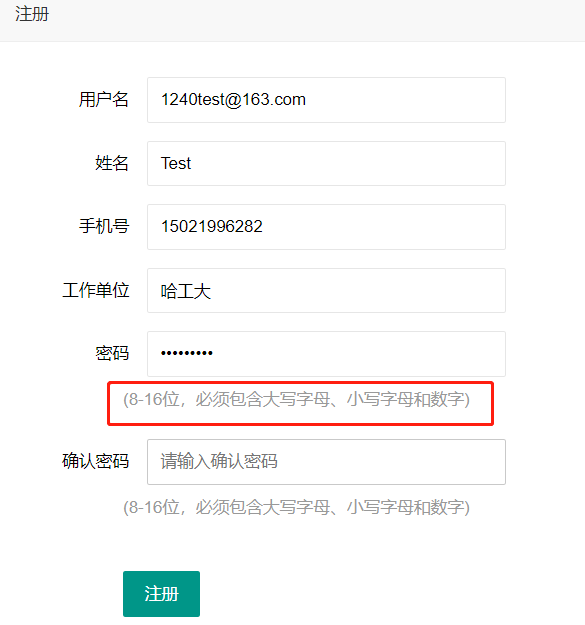 注册
用户名 1240test@163.com
姓名 Test
手机号 15021996282
工作单位 哈工大
密码 •••••••••
(8-16位，必须包含大写字母、小写字母和数字)
确认密码 请输入确认密码
(8-16位，必须包含大写字母、小写字母和数字)
注册